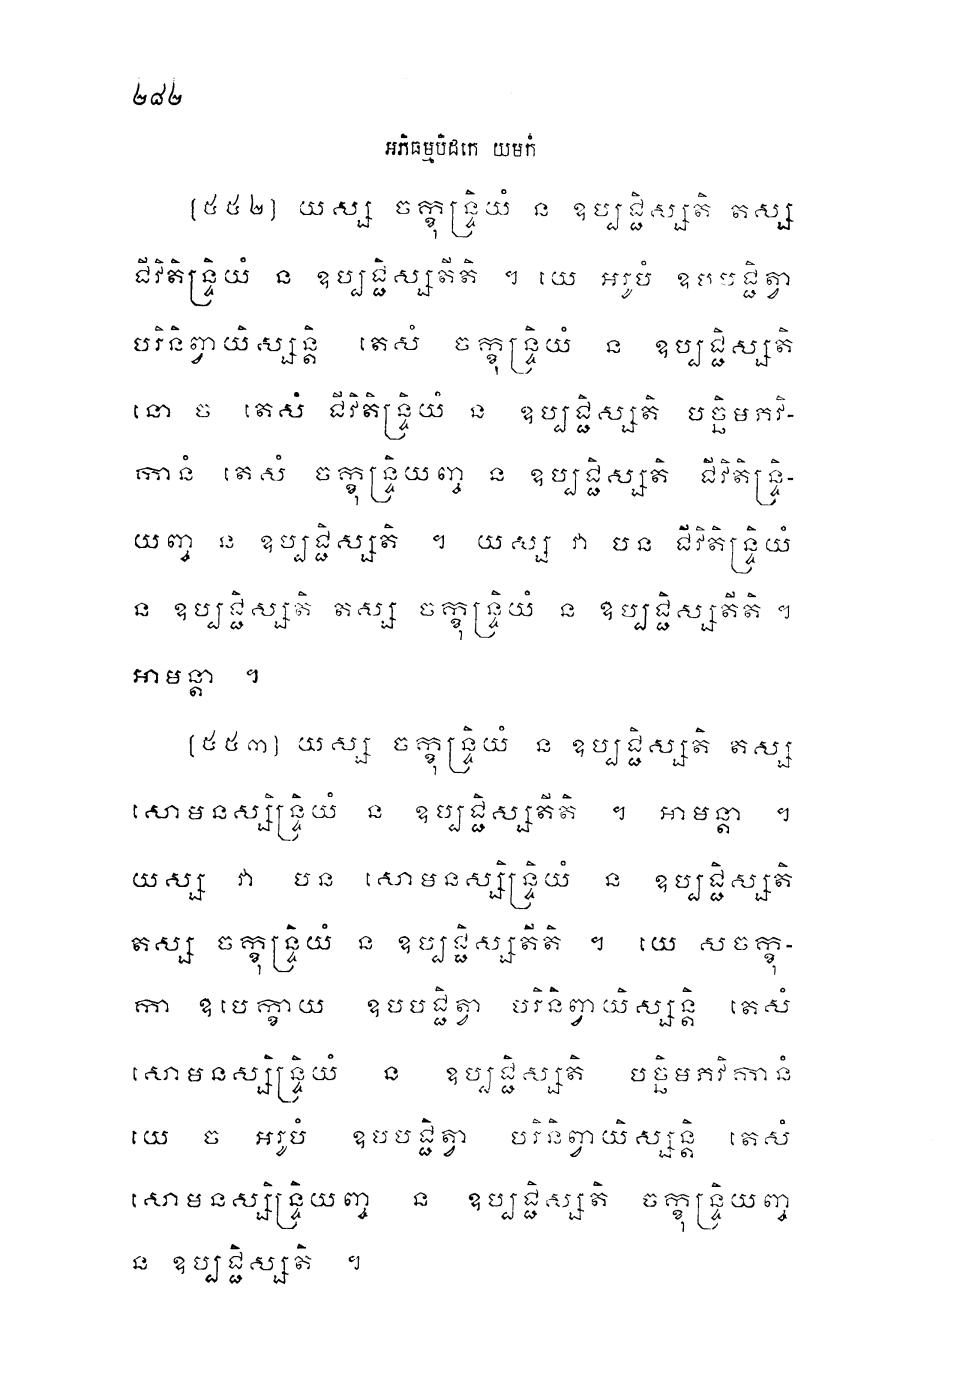 ២៨២
អភិធម្មបិដកេ យមកំ
(៥៥២) យស្ស ចក្ខុន្ទ្រិយំ ន ឧប្បជ្ជិស្សតិ តស្ស
ជីវិតិន្ទ្រិយំ ន ឧប្បជ្ជិស្សតីតិ ។ យេ អរូបំ ឧបបជ្ជិត្វា
បរិនិព្វាយិស្សន្តិ តេសំ ចក្ខុន្ទ្រិយំ ន ឧប្បជ្ជិស្សតិ
នោ ច តេសំ ជីវិតិន្ទ្រិយំ ន ឧប្បជ្ជិស្សតិ បច្ឆិមភវិ-
កានំ តេសំ ចក្ខុន្ទ្រិយញ្ច ន ឧប្បជ្ជិស្សតិ ជីវិតិន្ទ្រិ-
យញ្ច ន ឧប្បជ្ជិស្សតិ ។ យស្ស វា បន ជីវិតិន្ទ្រិយំ
ន ឧប្បជ្ជិស្សតិ តស្ស ចក្ខុន្ទ្រិយំ ន ឧប្បជ្ជិស្សតីតិ ។
អាមន្តា ។
(៥៥៣) យស្ស ចក្ខុន្ទ្រិយំ ន ឧប្បជ្ជិស្សតិ តស្ស
សោមនស្សិន្ទ្រិយំ ន ឧប្បជ្ជិស្សតីតិ ។ អាមន្តា ។
យស្ស វា បន សោមនស្សិន្ទ្រិយំ ន ឧប្បជ្ជិស្សតិ
តស្ស ចក្ខុន្ទ្រិយំ ន ឧប្បជ្ជិស្សតីតិ ។ យេ សចក្ខុ-
កា ឧបេក្ខាយ ឧបបជ្ជិត្វា បរិនិព្វាយិស្សន្តិ តេសំ
សោមនស្សិន្ទ្រិយំ ន ឧប្បជ្ជិស្សតិ បច្ឆិមភវិកានំ
យេ ច អរូបំ ឧបបជ្ជិត្វា បរិនិព្វាយិស្សន្តិ តេសំ
សោមនស្សិន្ទ្រិយញ្ច ន ឧប្បជ្ជិស្សតិ ចក្ខុន្ទ្រិយញ្ច
ន ឧប្បជ្ជិស្សតិ ។